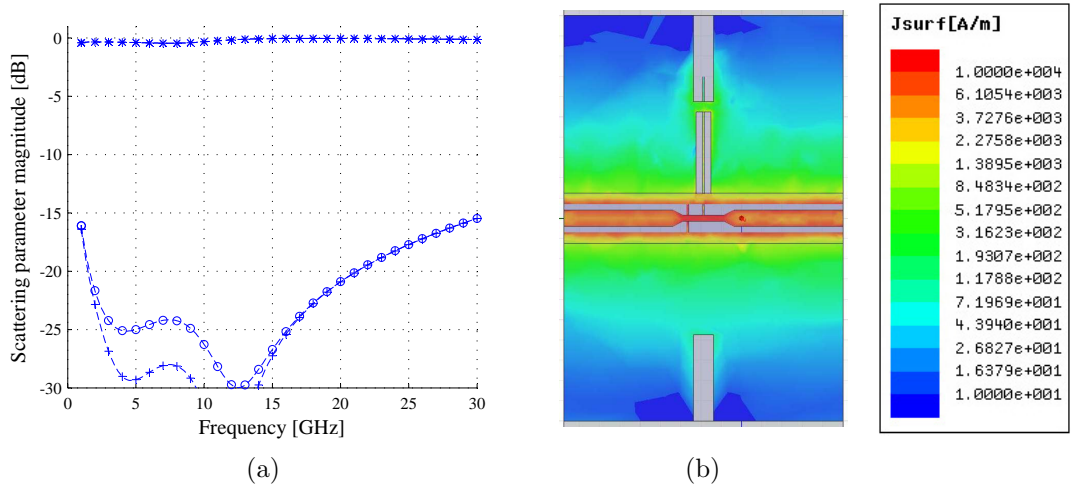 Scattering parameter magnitude [dB]
0
-5
-10
-15
-20
-25
-30
0 5 10 15 20 25 30
Frequency [GHz]
(a)
(b)
Jsurf[A/m]
1.0000e+004
6.1054e+003
3.7276e+003
2.2758e+003
1.3895e+003
8.4834e+002
5.1795e+002
3.1623e+002
1.9307e+002
1.1788e+002
7.1969e+001
4.3940e+001
2.6827e+001
1.6379e+001
1.0000e+001